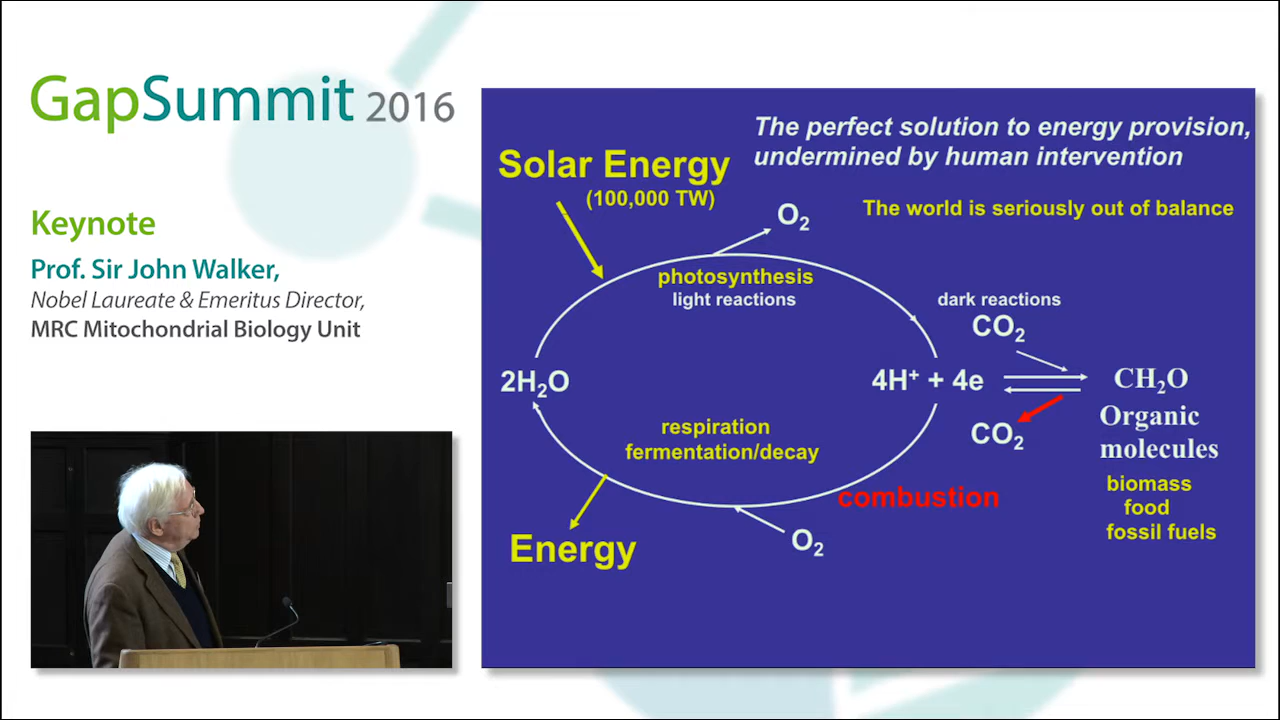 GapSummit 2016
Keynote
Prof. Sir John Walker,
Nobel Laureate & Emeritus Director,
MRC Mitochondrial Biology Unit
The perfect solution to energy provision,
undermined by human intervention
Solar Energy
(100,000 TW)
The world is seriously out of balance
O₂
photosynthesis
light reactions
dark reactions
CO₂
2H₂O
4H⁺ + 4e
CH₂O
Organic
molecules
CO₂
respiration
fermentation/decay
biomass
food
fossil fuels
combustion
Energy
O₂